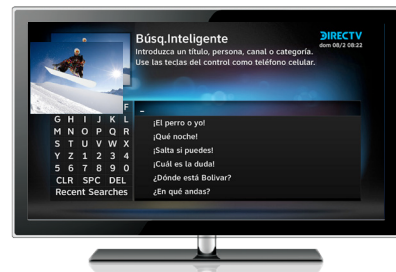 Búsq.Inteligente
DIRECTV
dom 08/2 08:22
Introduzca un título, persona, canal o categoría.
Use las teclas del control como teléfono celular.
F _
G H I J K L
M N O P Q R
S T U V W X
Y Z 1 2 3 4
5 6 7 8 9 0
CLR SPC DEL
Recent Searches
¡El perro o yo!
¡Qué noche!
¡Salta si puedes!
¡Cuál es la duda!
¿Dónde está Bolivar?
¿En qué andas?